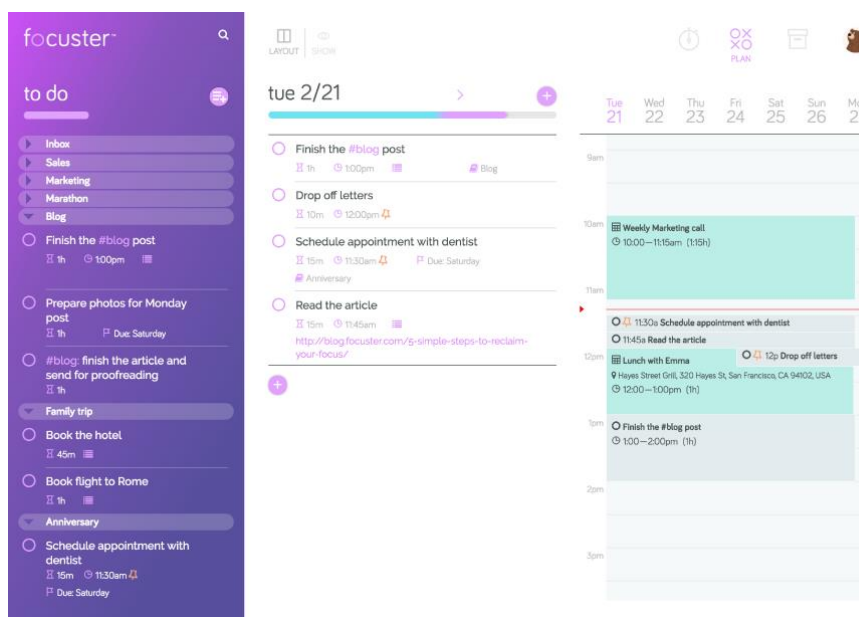 focuster™
to do
Inbox
Sales
Marketing
Marathon
Blog
Finish the #blog post
1h 1:00pm
Prepare photos for Monday
post
1h Due: Saturday
#blog: finish the article and
send for proofreading
1h
Family trip
Book the hotel
45m
Book flight to Rome
1h
Anniversary
Schedule appointment with
dentist
15m 11:30am
Due: Saturday
LAYOUT SHOW
tue 2/21
Finish the #blog post
1h 1:00pm Blog
Drop off letters
10m 12:00pm
Schedule appointment with dentist
15m 11:30am Due: Saturday
Anniversary
Read the article
15m 11:45am
http://blog.focuster.com/5-simple-steps-to-reclaim-
your-focus/
PLAN
Tue Wed Thu Fri Sat Sun
21 22 23 24 25 26
9am
10am
Weekly Marketing call
10:00—11:15am (1:15h)
11am
11:30a Schedule appointment with dentist
11:45a Read the article
12pm
Lunch with Emma
12p Drop off letters
Hayes Street Grill, 320 Hayes St, San Francisco, CA 94102, USA
12:00—1:00pm (1h)
1pm
Finish the #blog post
1:00—2:00pm (1h)
2pm
3pm